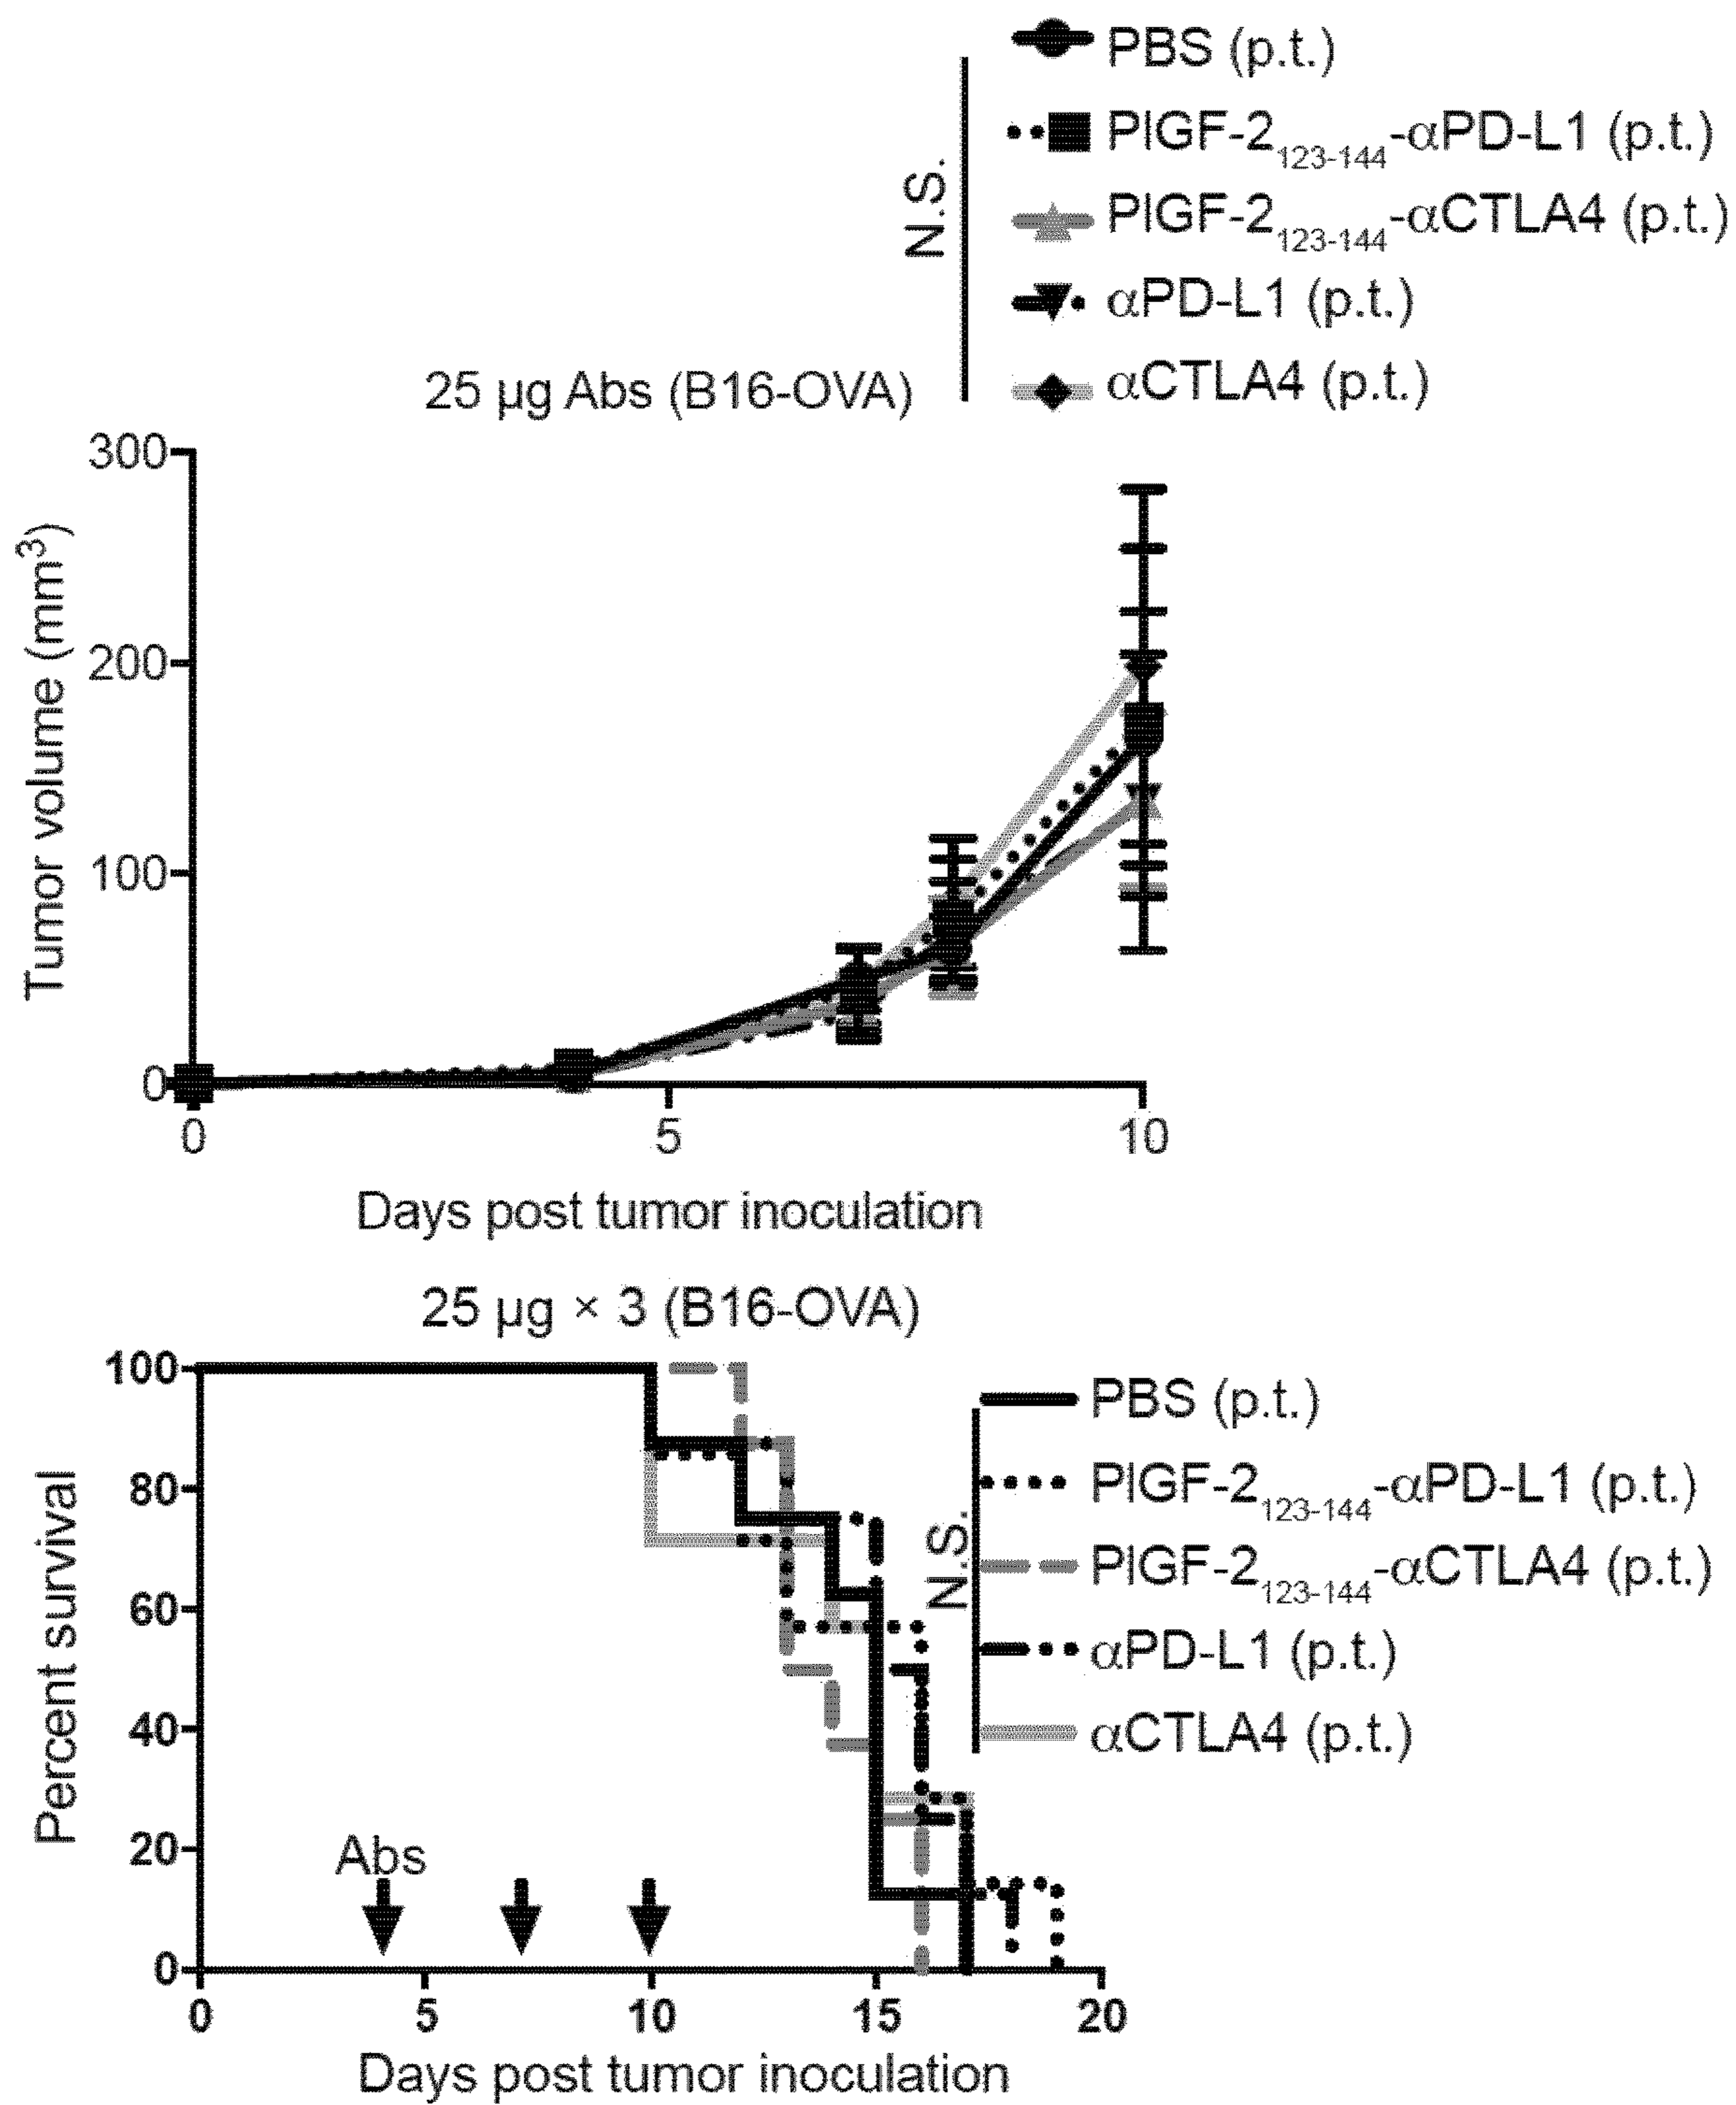 PBS (p.t.)
PlGF-2123-144-αPD-L1 (p.t.)
PlGF-2123-144-αCTLA4 (p.t.)
αPD-L1 (p.t.)
αCTLA4 (p.t.)
N.S.
25 µg Abs (B16-OVA)
300
200
100
0
Tumor volume (mm3)
0 5 10
Days post tumor inoculation
25 µg × 3 (B16-OVA)
100
80
60
40
20
0
Percent survival
PBS (p.t.)
PlGF-2123-144-αPD-L1 (p.t.)
PlGF-2123-144-αCTLA4 (p.t.)
αPD-L1 (p.t.)
αCTLA4 (p.t.)
N.S.
Abs
0 5 10 15 20
Days post tumor inoculation